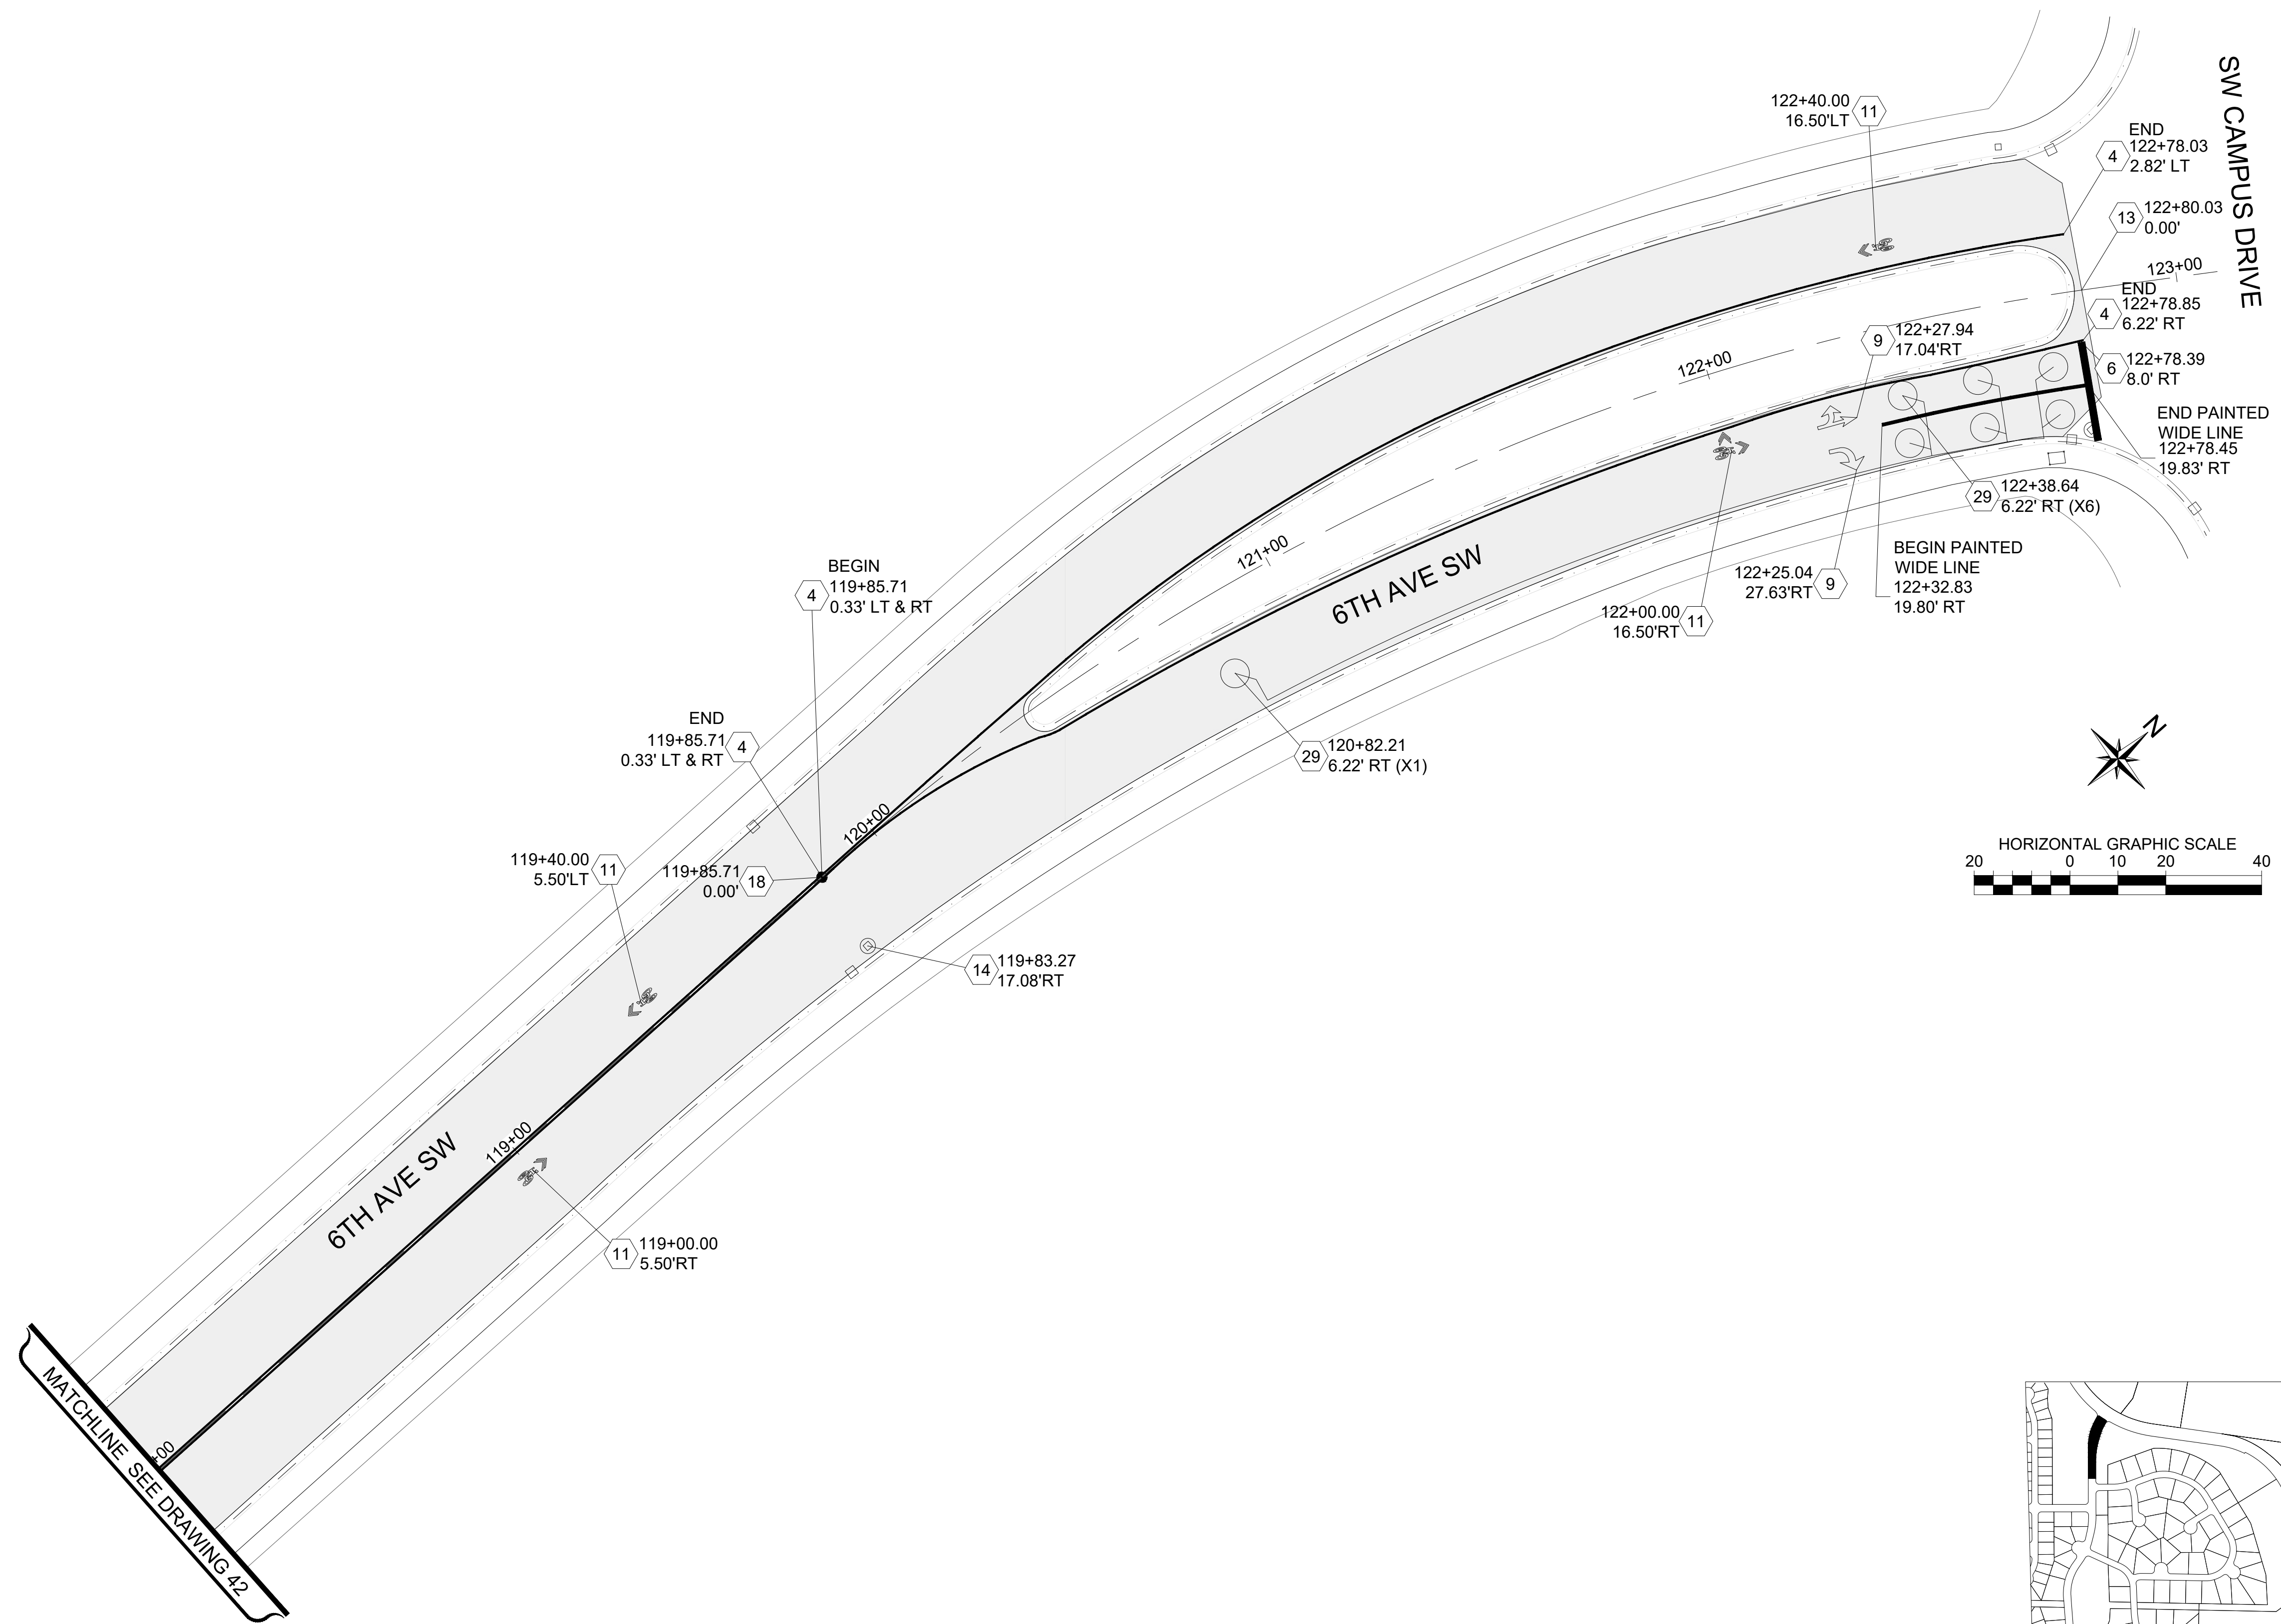 SW CAMPUS DRIVE
122+40.00
16.50'LT
11
END
122+78.03
2.82' LT
4
13
122+80.03
0.00'
123+00
END
122+78.85
6.22' RT
4
9
122+27.94
17.04'RT
6
122+78.39
8.0' RT
122+00
END PAINTED
WIDE LINE
122+78.45
19.83' RT
29
122+38.64
6.22' RT (X6)
BEGIN PAINTED
WIDE LINE
122+32.83
19.80' RT
122+25.04
27.63'RT
9
122+00.00
16.50'RT
11
121+00
6TH AVE SW
BEGIN
119+85.71
0.33' LT & RT
4
END
119+85.71
0.33' LT & RT
4
29
120+82.21
6.22' RT (X1)
N
HORIZONTAL GRAPHIC SCALE
20 0 10 20 40
120+00
119+40.00
5.50'LT
11
119+85.71
0.00'
18
14
119+83.27
17.08'RT
119+00
6TH AVE SW
11
119+00.00
5.50'RT
+00
MATCHLINE SEE DRAWING 42